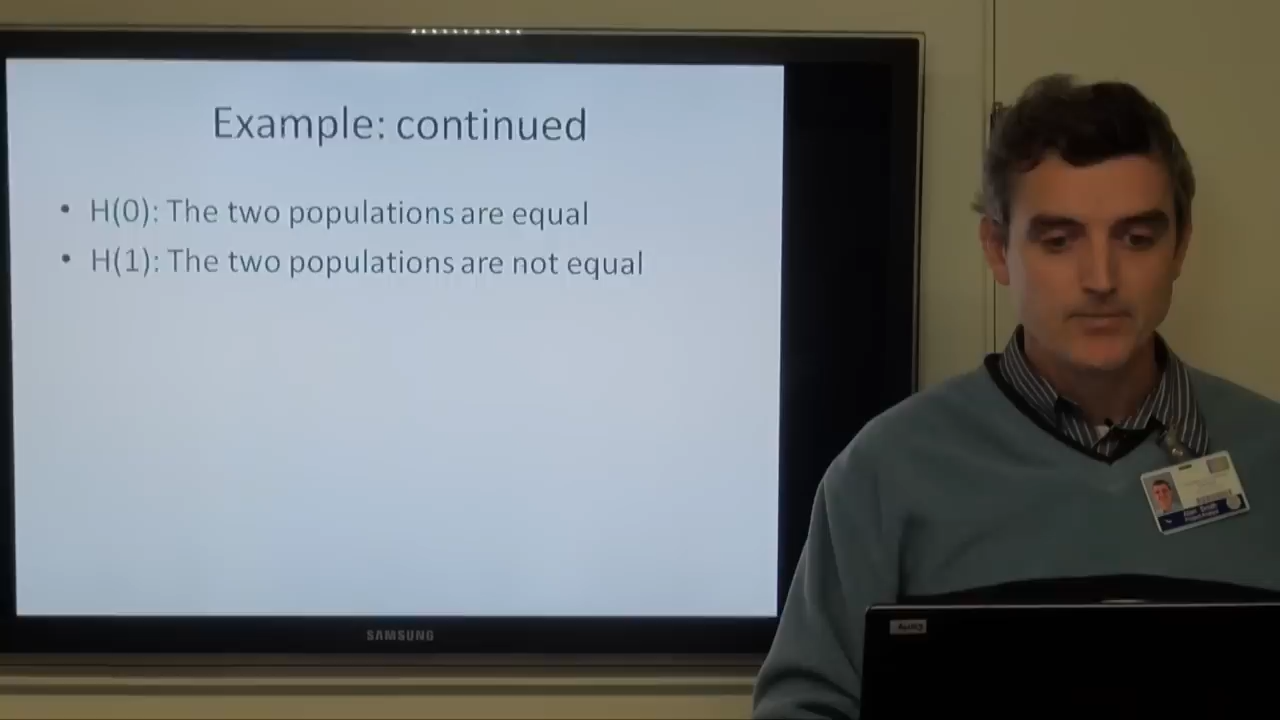 Example: continued
• H(0): The two populations are equal
• H(1): The two populations are not equal
SAMSUNG